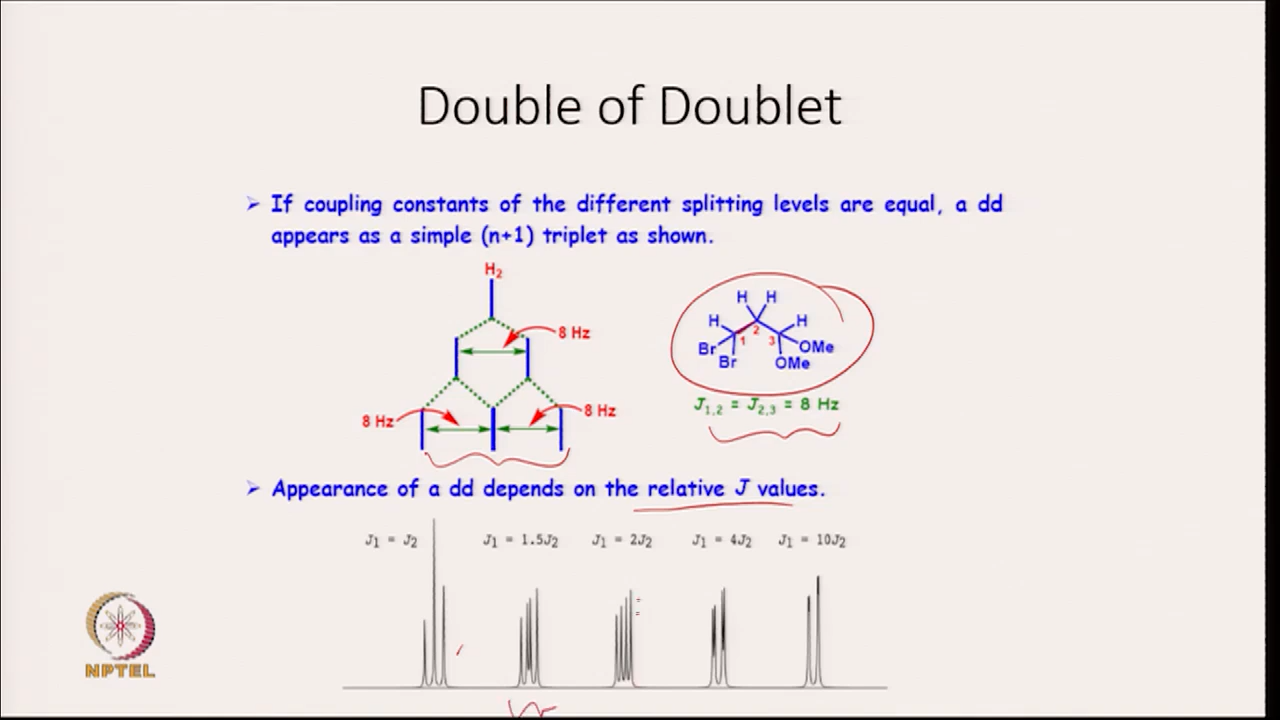 Double of Doublet
➢ If coupling constants of the different splitting levels are equal, a dd
appears as a simple (n+1) triplet as shown.
H2
8 Hz
8 Hz
8 Hz
H H
H H
1 2 3
Br OMe
Br OMe
J1,2 = J2,3 = 8 Hz
➢ Appearance of a dd depends on the relative J values.
J1 = J2 J1 = 1.5J2 J1 = 2J2 J1 = 4J2 J1 = 10J2
NPTEL